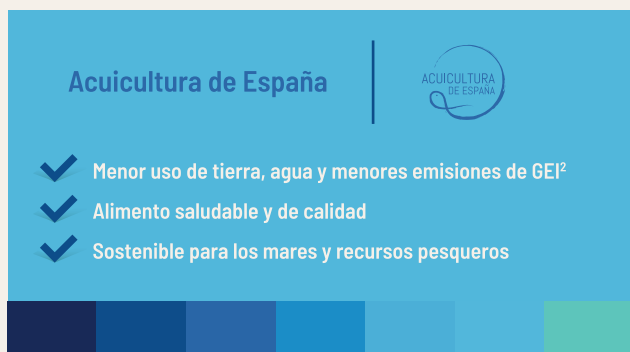 Acuicultura de España
ACUICULTURA
DE ESPAÑA
Menor uso de tierra, agua y menores emisiones de GEI²
Alimento saludable y de calidad
Sostenible para los mares y recursos pesqueros